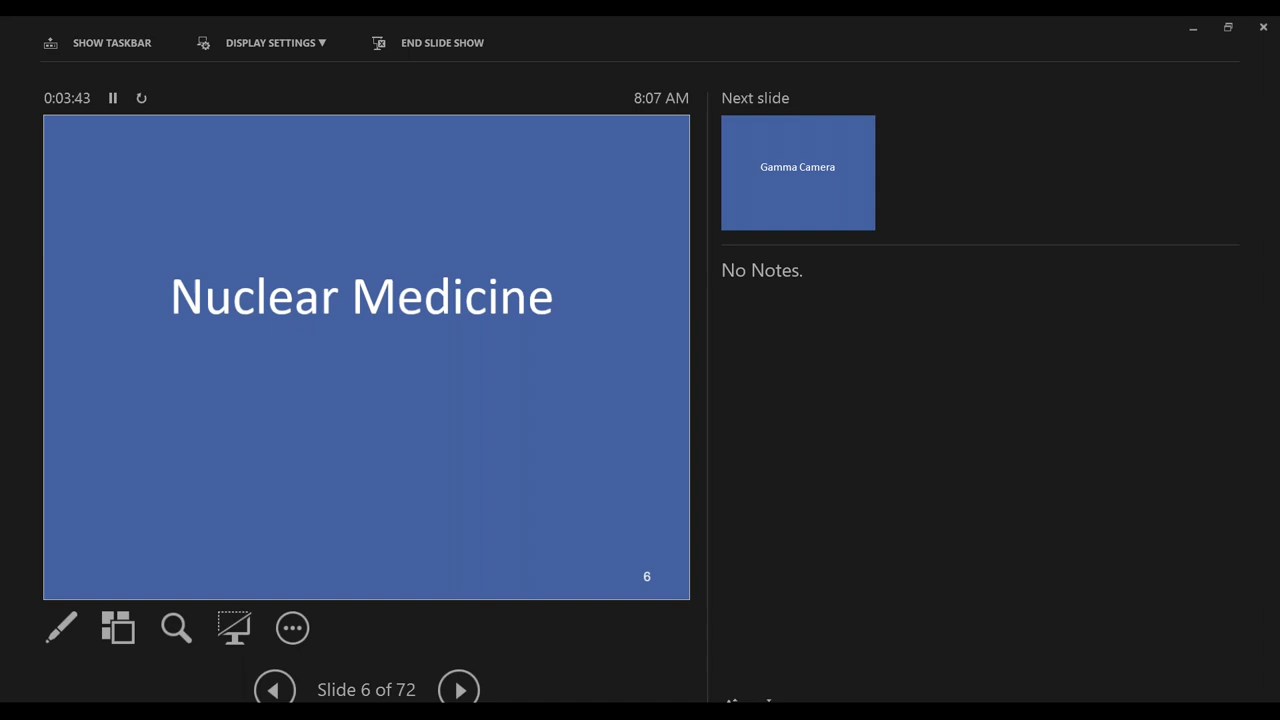 SHOW TASKBAR
DISPLAY SETTINGS ▼
END SLIDE SHOW
0:03:43
8:07 AM
Next slide
Nuclear Medicine
6
Gamma Camera
No Notes.
Slide 6 of 72